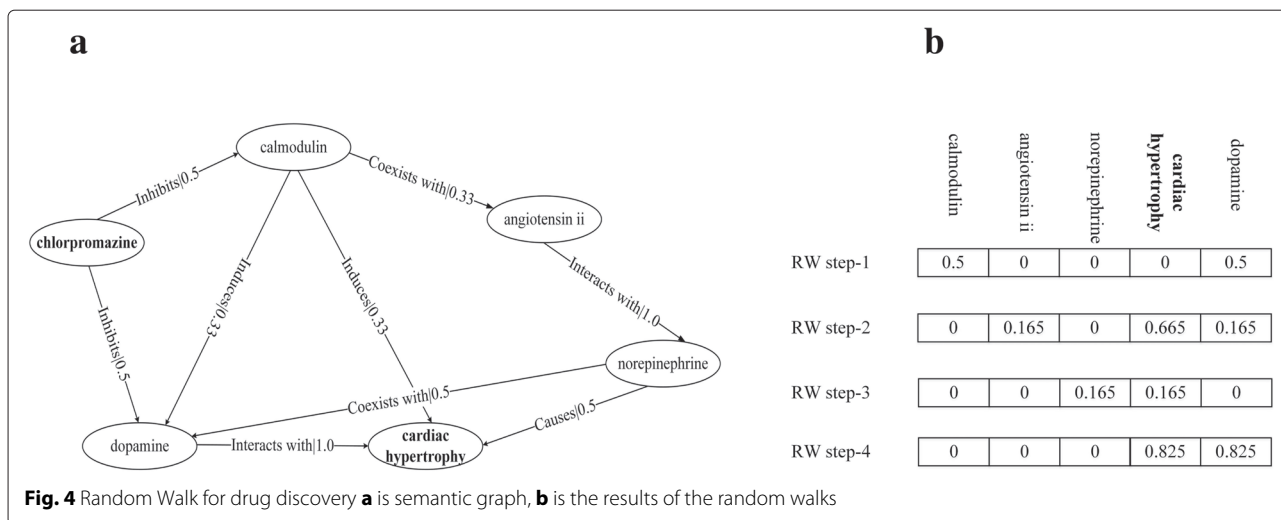 a
calmodulin
Inhibits|0.5
Coexists with|0.33
chlorpromazine
angiotensin ii
Inhibits|0.5
Induces|0.33
Induces|0.33
Interacts with|1.0
norepinephrine
Coexists with|0.5
Causes|0.5
dopamine
Interacts with|1.0
cardiac
hypertrophy
b
calmodulin
angiotensin ii
norepinephrine
cardiac
hypertrophy
dopamine
RW step-1 0.5 0 0 0 0.5
RW step-2 0 0.165 0 0.665 0.165
RW step-3 0 0 0.165 0.165 0
RW step-4 0 0 0 0.825 0.825
Fig. 4 Random Walk for drug discovery a is semantic graph, b is the results of the random walks